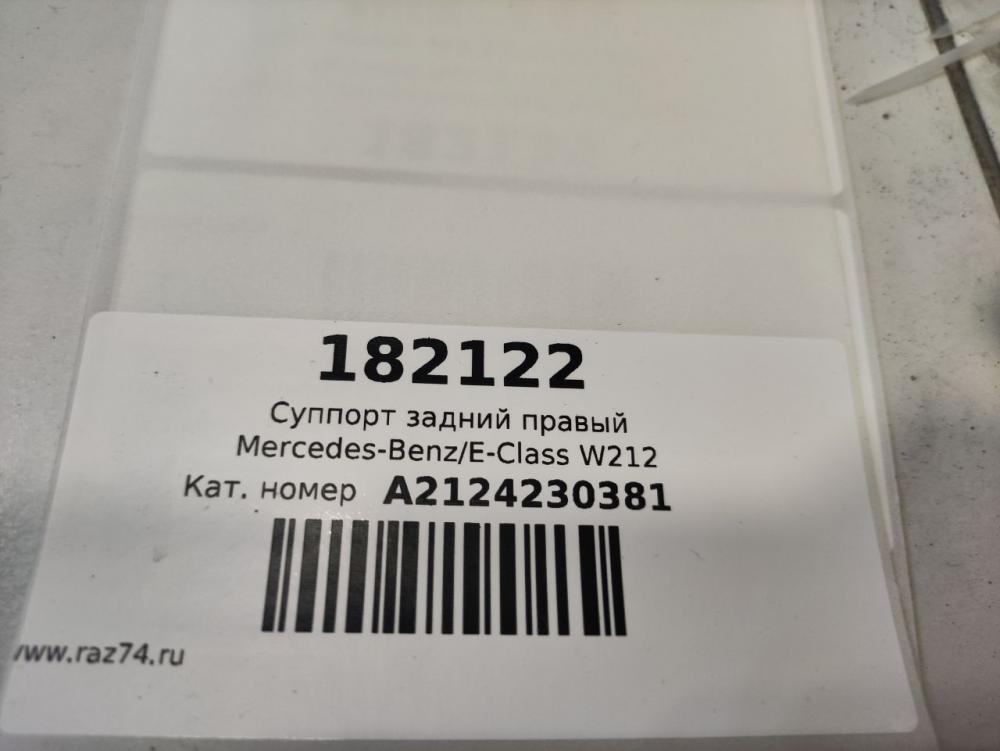 182122
Суппорт задний правый
Mercedes-Benz/E-Class W212
Кат. номер A2124230381
www.raz74.ru